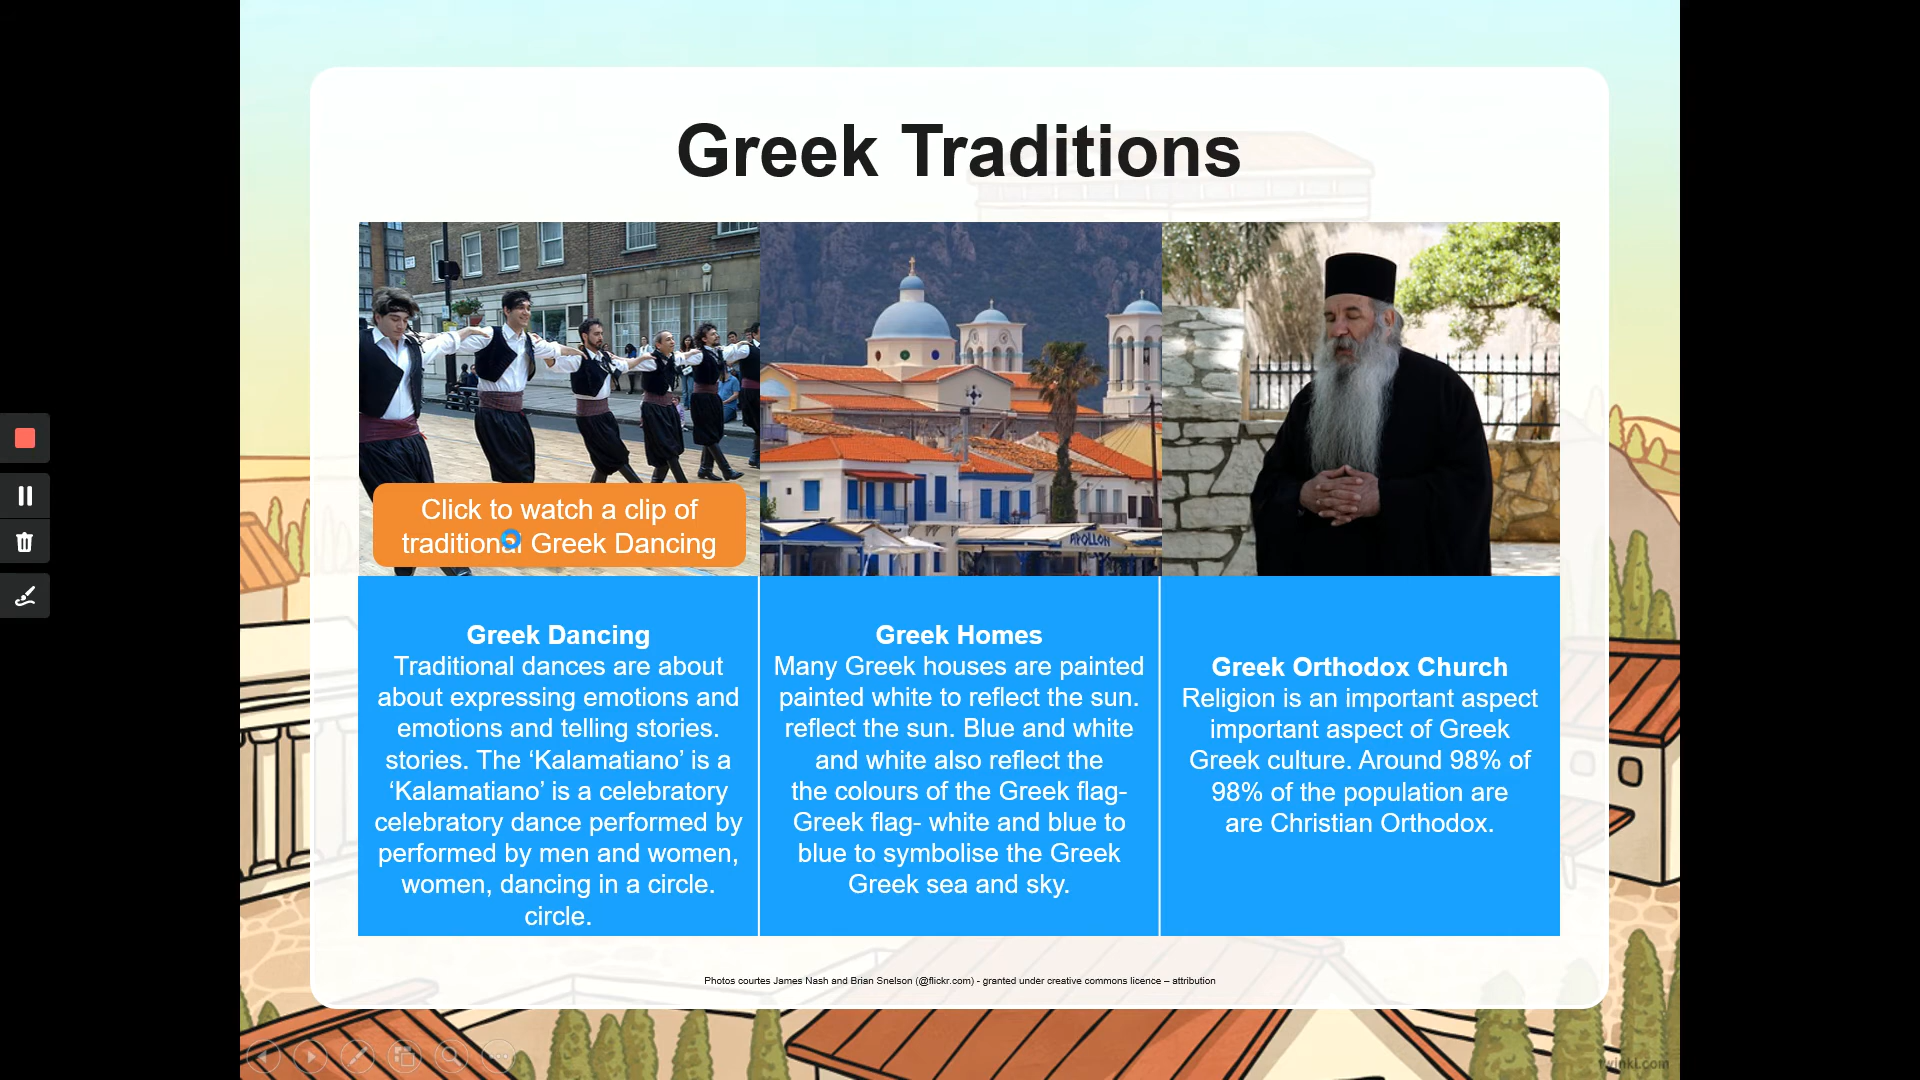 Greek Traditions
Click to watch a clip of
traditional Greek Dancing
APOLLON
Greek Dancing
Traditional dances are about
about expressing emotions and
emotions and telling stories.
stories. The ‘Kalamatiano’ is a
‘Kalamatiano’ is a celebratory
celebratory dance performed by
performed by men and women,
women, dancing in a circle.
circle.
Greek Homes
Many Greek houses are painted
painted white to reflect the sun.
reflect the sun. Blue and white
and white also reflect the
the colours of the Greek flag-
Greek flag- white and blue to
blue to symbolise the Greek
Greek sea and sky.
Greek Orthodox Church
Religion is an important aspect
important aspect of Greek
Greek culture. Around 98% of
98% of the population are
are Christian Orthodox.
Photos courtes James Nash and Brian Snelson (@flickr.com) - granted under creative commons licence – attribution
twinkl.com